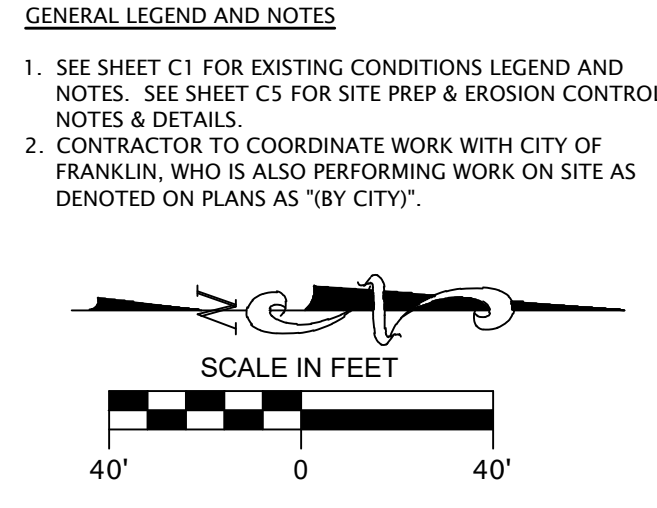 GENERAL LEGEND AND NOTES
1. SEE SHEET C1 FOR EXISTING CONDITIONS LEGEND AND
NOTES. SEE SHEET C5 FOR SITE PREP & EROSION CONTROL
NOTES & DETAILS.
2. CONTRACTOR TO COORDINATE WORK WITH CITY OF
FRANKLIN, WHO IS ALSO PERFORMING WORK ON SITE AS
DENOTED ON PLANS AS "(BY CITY)".
N
SCALE IN FEET
40' 0 40'